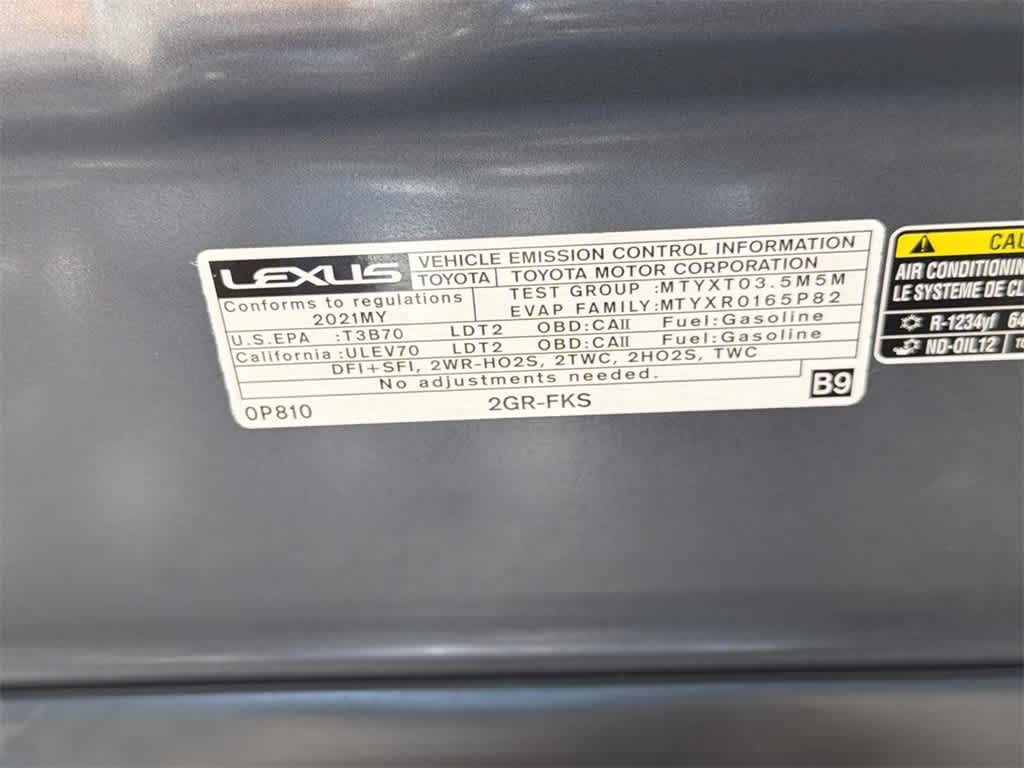 LEXUS VEHICLE EMISSION CONTROL INFORMATION
TOYOTA TOYOTA MOTOR CORPORATION
Conforms to regulations
2021MY
TEST GROUP :MTYXT03.5M5M
EVAP FAMILY:MTYXR0165P82
U.S.EPA :T3B70 LDT2 OBD:CAII Fuel:Gasoline
California :ULEV70 LDT2 OBD:CAII Fuel:Gasoline
DFI+SFI, 2WR-HO2S, 2TWC, 2HO2S, TWC
No adjustments needed.
B9
0P810 2GR-FKS
AIR CONDITIONIN
LE SYSTEME DE CL
R-1234yf 64
ND-OIL12